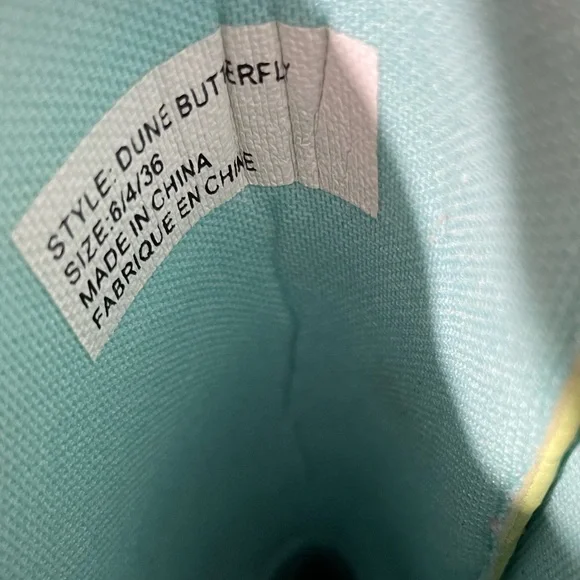 STYLE: DUNE BUTTERFLY
SIZE:6/4/36
MADE IN CHINA
FABRIQUE EN CHINE